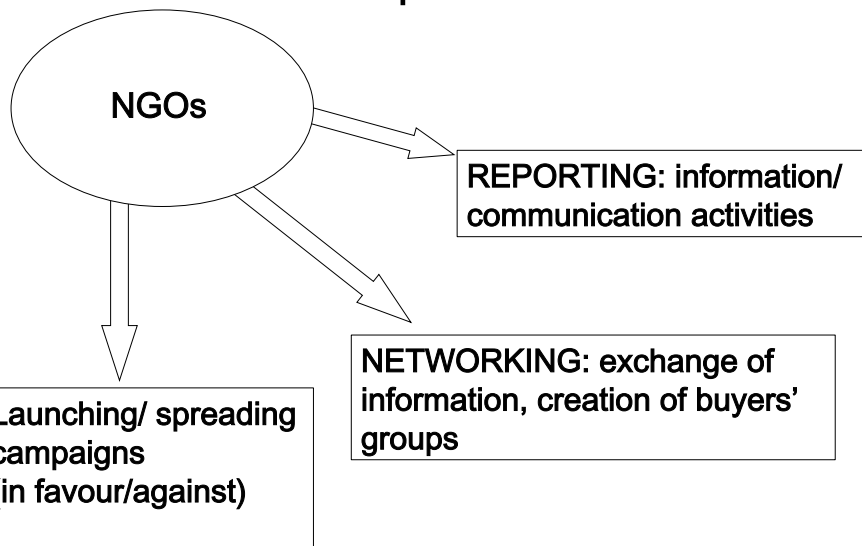 NGOs
REPORTING: information/
communication activities
NETWORKING: exchange of
information, creation of buyers’
groups
Launching/ spreading
campaigns
(in favour/against)